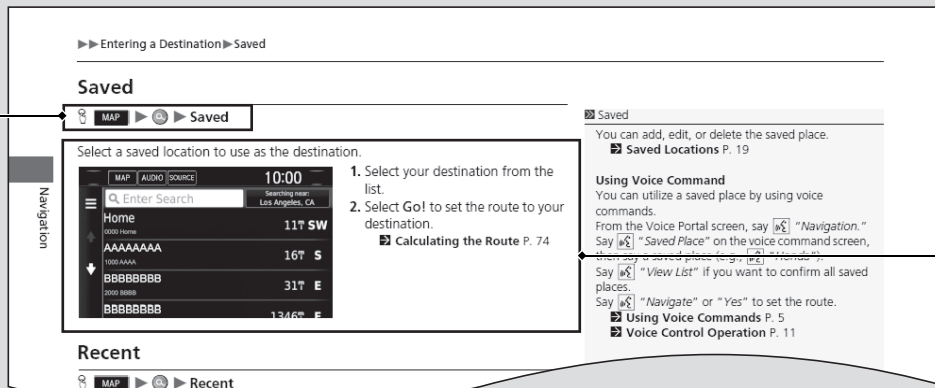 ▶▶Entering a Destination▶Saved
Saved
MAP ▶ ▶ Saved
Select a saved location to use as the destination.
MAP AUDIO SOURCE 10:00
Enter Search Searching near:
Los Angeles, CA
Home
0000 Home
11 SW
AAAAAAAA
1000 AAAA
16 S
BBBBBBBB
2000 BBBB
31 E
BBBBBBBB
1346 E
1. Select your destination from the
list.
2. Select Go! to set the route to your
destination.
Calculating the Route P. 74
Recent
MAP ▶ ▶ Recent
Saved
You can add, edit, or delete the saved place.
Saved Locations P. 19
Using Voice Command
You can utilize a saved place by using voice
commands.
From the Voice Portal screen, say "Navigation."
Say "Saved Place" on the voice command screen,
then say a saved place (e.g., "Honda").
Say "View List" if you want to confirm all saved
places.
Say "Navigate" or "Yes" to set the route.
Using Voice Commands P. 5
Voice Control Operation P. 11
Navigation